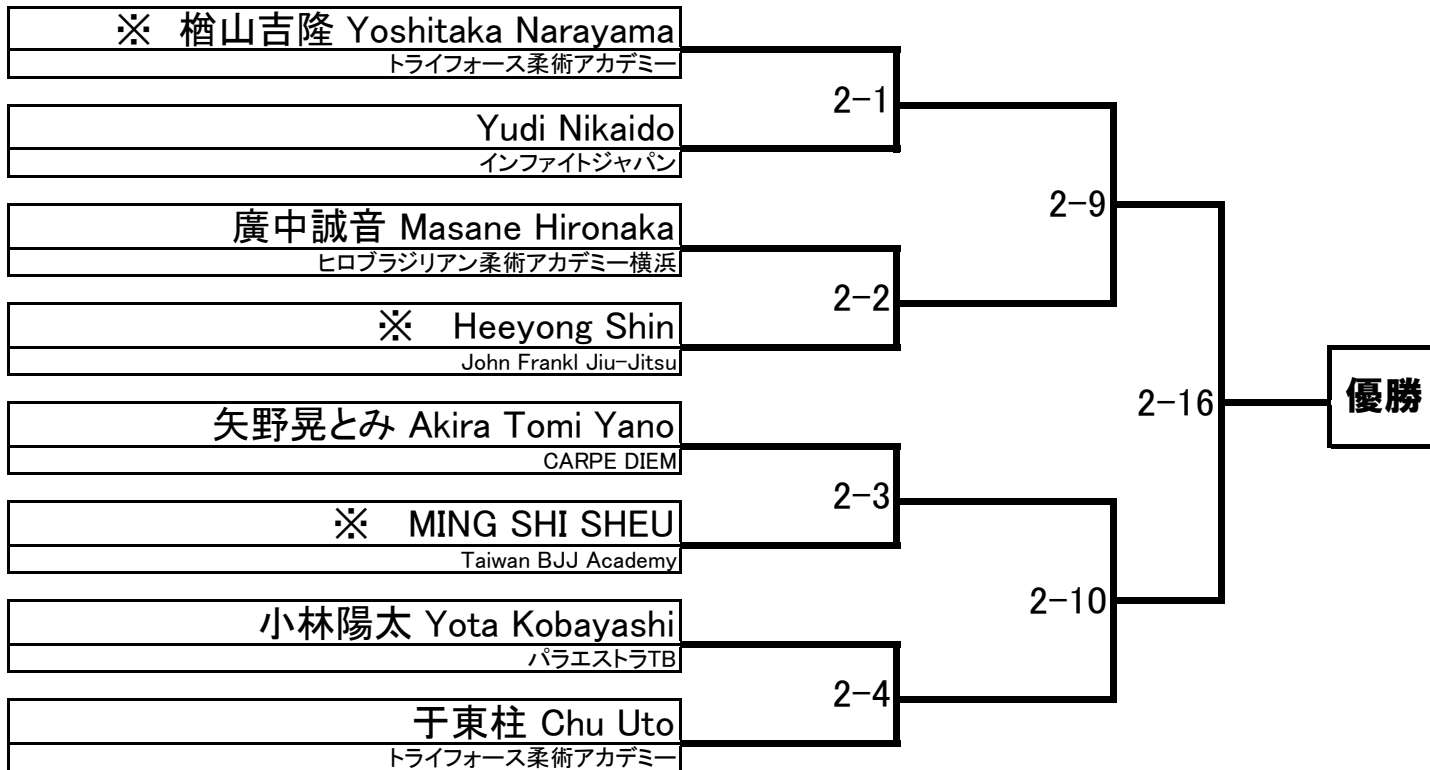 ※ 楢山吉隆 Yoshitaka Narayama
トライフォース柔術アカデミー
2-1
Yudi Nikaido
インファイトジャパン
2-9
廣中誠音 Masane Hironaka
ヒロブラジリアン柔術アカデミー横浜
2-2
※ Heeyong Shin
John Frankl Jiu-Jitsu
2-16
優勝
矢野晃とみ Akira Tomi Yano
CARPE DIEM
2-3
※ MING SHI SHEU
Taiwan BJJ Academy
2-10
小林陽太 Yota Kobayashi
パラエストラTB
2-4
于東柱 Chu Uto
トライフォース柔術アカデミー